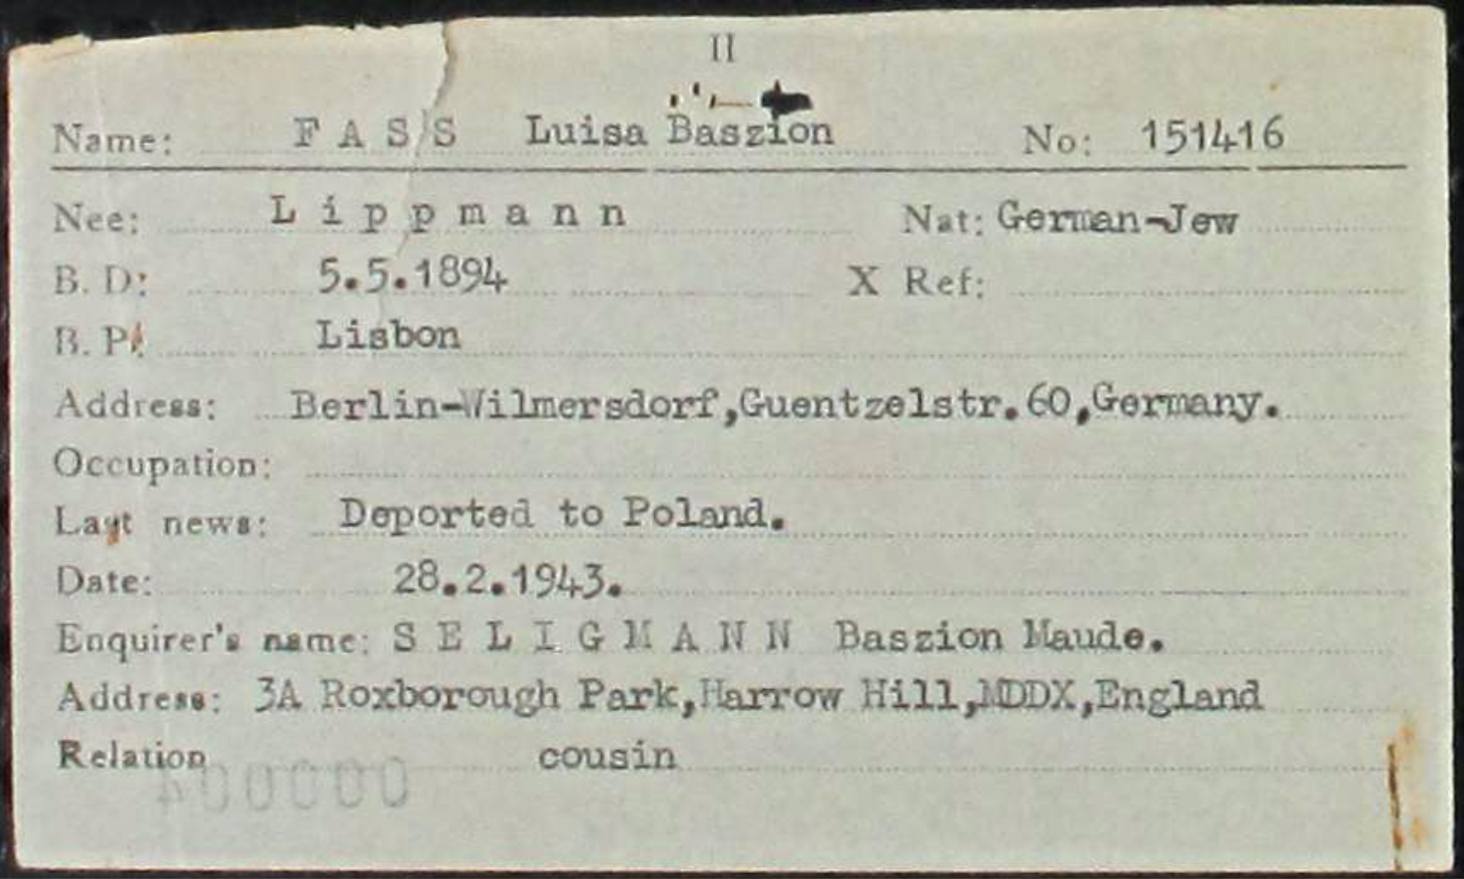 II
Name: F A S S Luisa Baszion No: 151416
Nee: L i p p m a n n Nat: German-Jew
B. D: 5.5.1894 X Ref:
B. P: Lisbon
Address: Berlin-Wilmersdorf,Guentzelstr.60,Germany.
Occupation:
Last news: Deported to Poland.
Date: 28.2.1943.
Enquirer's name: S E L I G M A N N Baszion Maude.
Address: 3A Roxborough Park,Harrow Hill,MDDX,England
Relation cousin